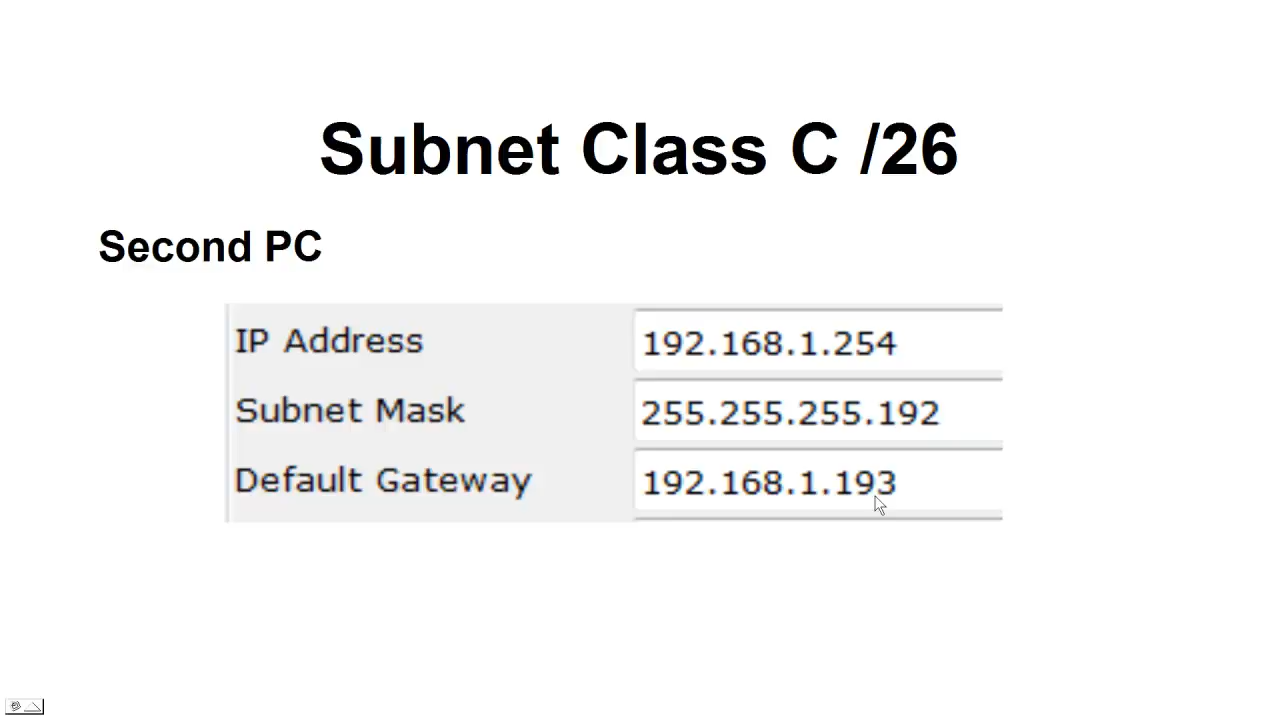 Subnet Class C /26
Second PC
IP Address 192.168.1.254
Subnet Mask 255.255.255.192
Default Gateway 192.168.1.193